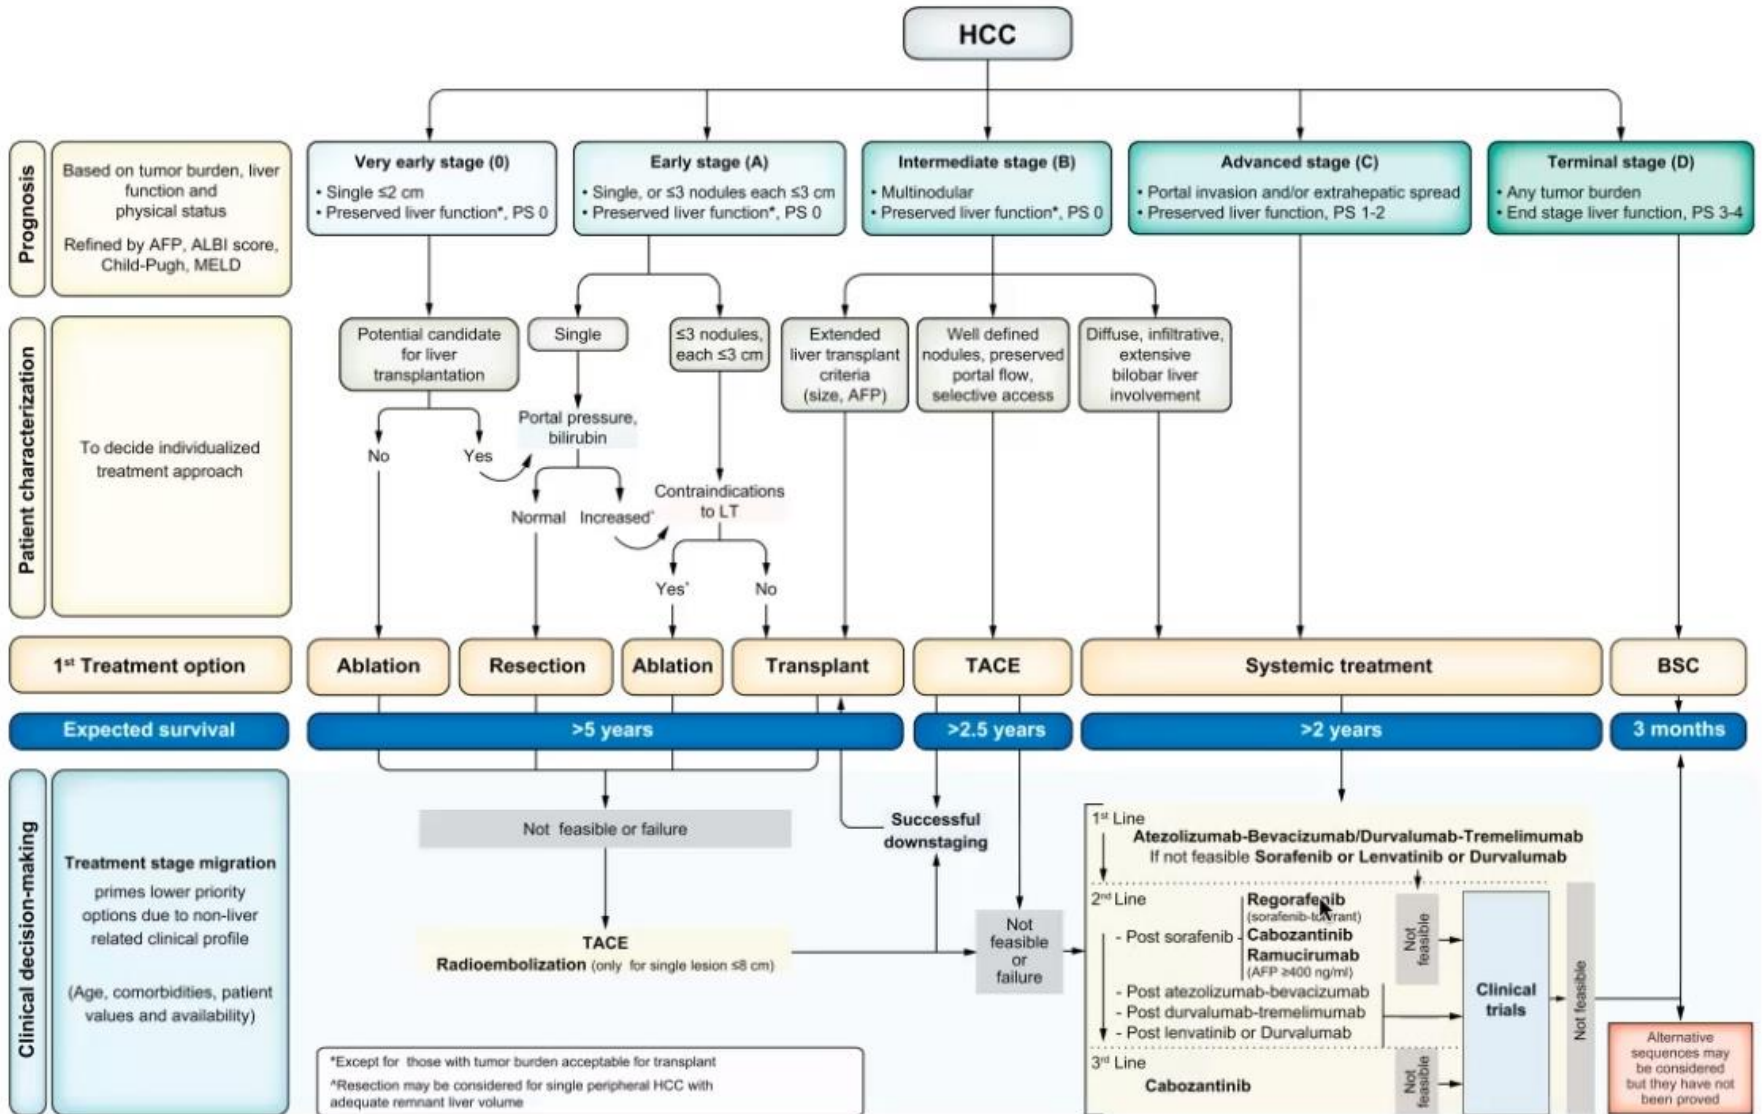 HCC
Prognosis
Based on tumor burden, liver
function and
physical status
Refined by AFP, ALBI score,
Child-Pugh, MELD
Very early stage (0)
• Single ≤2 cm
• Preserved liver function*, PS 0
Early stage (A)
• Single, or ≤3 nodules each ≤3 cm
• Preserved liver function*, PS 0
Intermediate stage (B)
• Multinodular
• Preserved liver function*, PS 0
Advanced stage (C)
• Portal invasion and/or extrahepatic spread
• Preserved liver function, PS 1-2
Terminal stage (D)
• Any tumor burden
• End stage liver function, PS 3-4
Patient characterization
To decide individualized
treatment approach
Potential candidate
for liver
transplantation
No
Yes
Single
Portal pressure,
bilirubin
Normal
Increased^
≤3 nodules,
each ≤3 cm
Contraindications
to LT
Yes^
No
Extended
liver transplant
criteria
(size, AFP)
Well defined
nodules, preserved
portal flow,
selective access
Diffuse, infiltrative,
extensive
bilobar liver
involvement
1st Treatment option
Ablation
Resection
Ablation
Transplant
TACE
Systemic treatment
BSC
Expected survival
>5 years
>2.5 years
>2 years
3 months
Clinical decision-making
Treatment stage migration
primes lower priority
options due to non-liver
related clinical profile
(Age, comorbidities, patient
values and availability)
Not feasible or failure
TACE
Radioembolization (only for single lesion ≤8 cm)
Successful
downstaging
Not
feasible
or
failure
1st Line
Atezolizumab-Bevacizumab/Durvalumab-Tremelimumab
If not feasible Sorafenib or Lenvatinib or Durvalumab
2nd Line
- Post sorafenib
Regorafenib
(sorafenib-tolerant)
Cabozantinib
Ramucirumab
(AFP ≥400 ng/ml)
- Post atezolizumab-bevacizumab
- Post durvalumab-tremelimumab
- Post lenvatinib or Durvalumab
Not
feasible
3rd Line
Cabozantinib
Not
feasible
Clinical
trials
Not feasible
Alternative
sequences may
be considered
but they have not
been proved
*Except for those with tumor burden acceptable for transplant
^Resection may be considered for single peripheral HCC with
adequate remnant liver volume